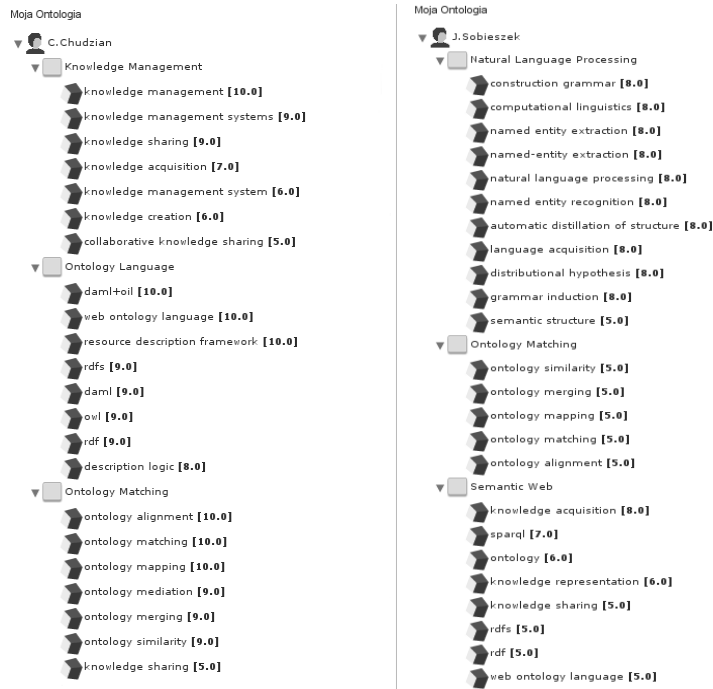 Moja Ontologia
C.Chudzian
Knowledge Management
knowledge management [10.0]
knowledge management systems [9.0]
knowledge sharing [9.0]
knowledge acquisition [7.0]
knowledge management system [6.0]
knowledge creation [6.0]
collaborative knowledge sharing [5.0]
Ontology Language
daml+oil [10.0]
web ontology language [10.0]
resource description framework [10.0]
rdfs [9.0]
daml [9.0]
owl [9.0]
rdf [9.0]
description logic [8.0]
Ontology Matching
ontology alignment [10.0]
ontology matching [10.0]
ontology mapping [10.0]
ontology mediation [9.0]
ontology merging [9.0]
ontology similarity [9.0]
knowledge sharing [5.0]
Moja Ontologia
J.Sobieszek
Natural Language Processing
construction grammar [8.0]
computational linguistics [8.0]
named entity extraction [8.0]
named-entity extraction [8.0]
natural language processing [8.0]
named entity recognition [8.0]
automatic distillation of structure [8.0]
language acquisition [8.0]
distributional hypothesis [8.0]
grammar induction [8.0]
semantic structure [5.0]
Ontology Matching
ontology similarity [5.0]
ontology merging [5.0]
ontology mapping [5.0]
ontology matching [5.0]
ontology alignment [5.0]
Semantic Web
knowledge acquisition [8.0]
sparql [7.0]
ontology [6.0]
knowledge representation [6.0]
knowledge sharing [5.0]
rdfs [5.0]
rdf [5.0]
web ontology language [5.0]